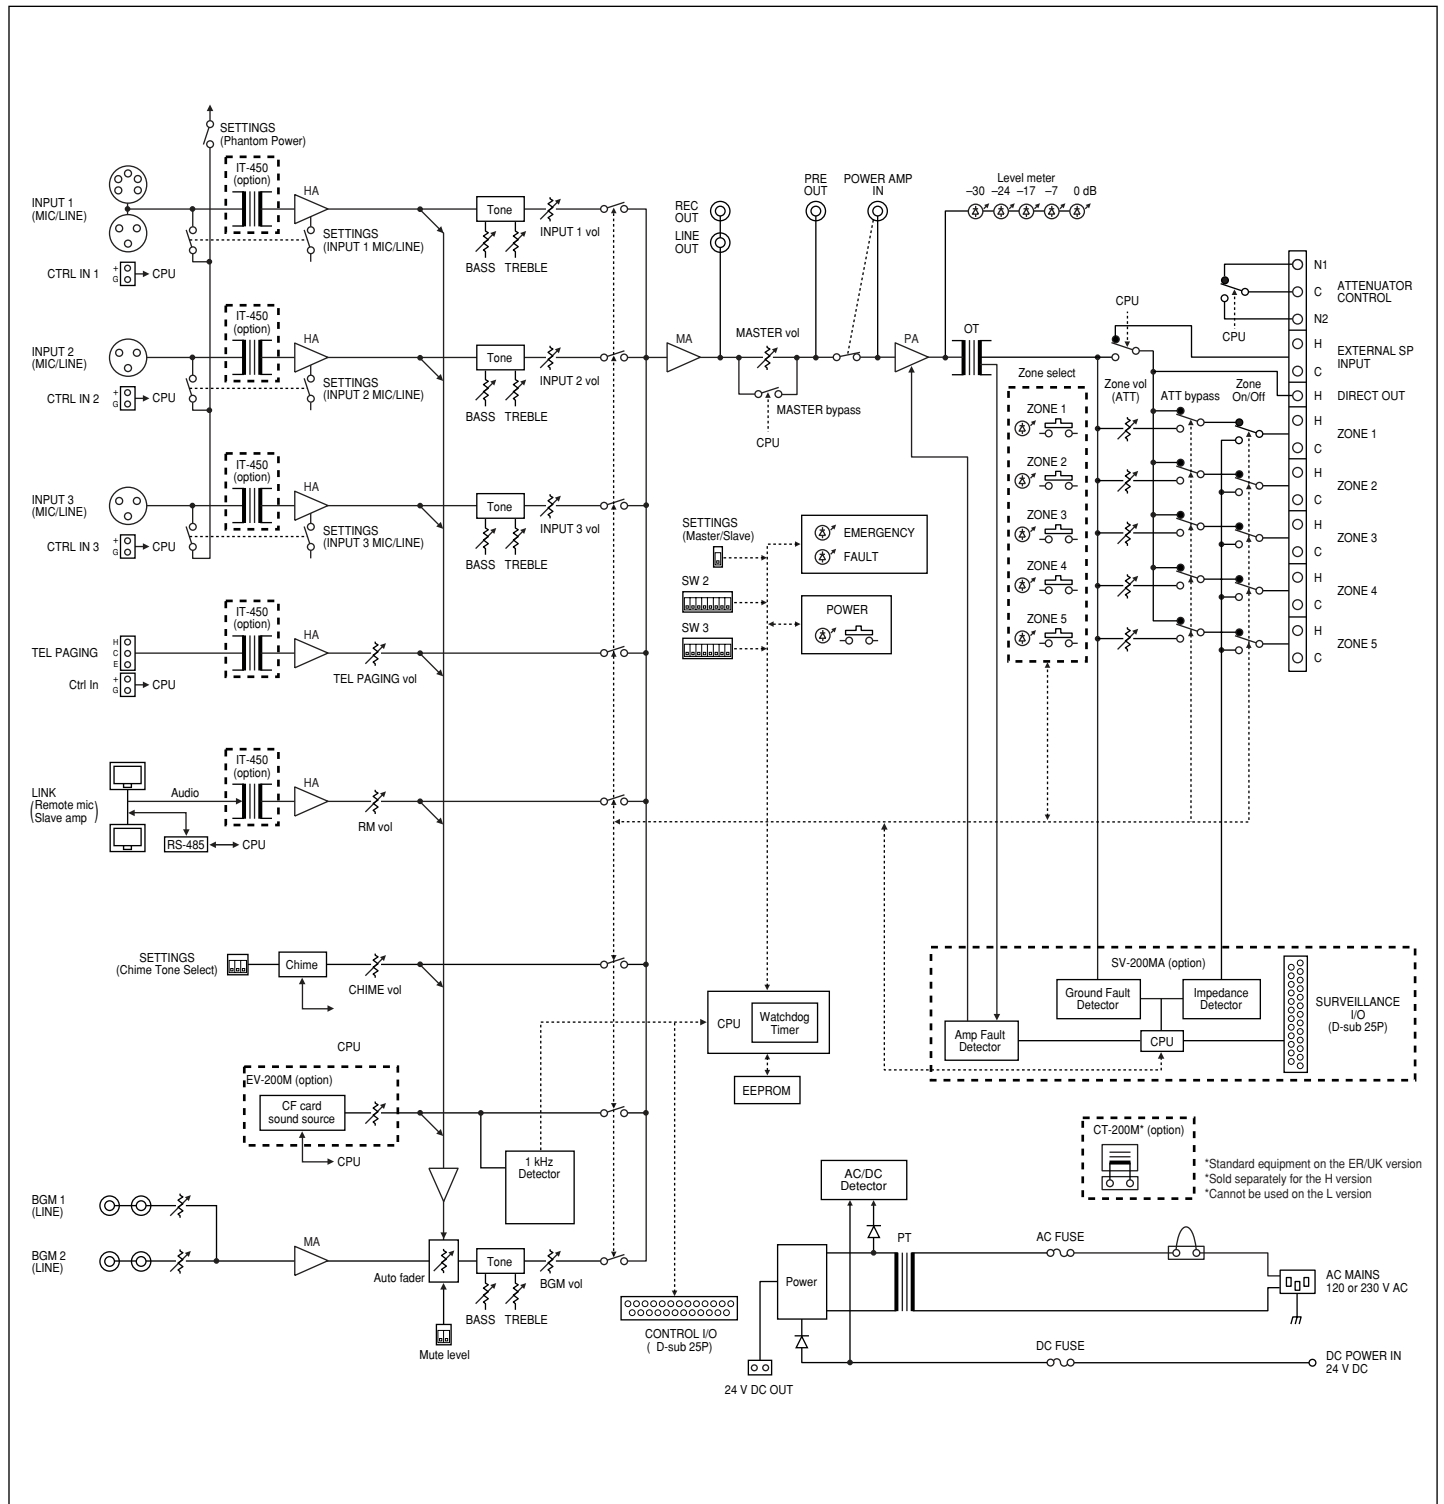 SETTINGS
(Phantom Power)
IT-450
(option)
HA
INPUT 1
(MIC/LINE)
SETTINGS
(INPUT 1 MIC/LINE)
CTRL IN 1
+
G
CPU
Tone
INPUT 1 vol
BASS TREBLE
IT-450
(option)
HA
INPUT 2
(MIC/LINE)
SETTINGS
(INPUT 2 MIC/LINE)
CTRL IN 2
+
G
CPU
Tone
INPUT 2 vol
BASS TREBLE
IT-450
(option)
HA
INPUT 3
(MIC/LINE)
SETTINGS
(INPUT 3 MIC/LINE)
CTRL IN 3
+
G
CPU
Tone
INPUT 3 vol
BASS TREBLE
IT-450
(option)
HA
TEL PAGING
H
C
E
TEL PAGING vol
Ctrl In
+
G
CPU
IT-450
(option)
HA
LINK
(Remote mic
Slave amp)
Audio
RM vol
RS-485
CPU
SETTINGS
(Chime Tone Select)
Chime
CHIME vol
CPU
EV-200M (option)
CF card
sound source
CPU
1 kHz
Detector
BGM 1
(LINE)
BGM 2
(LINE)
MA
Auto fader
Tone
BGM vol
BASS TREBLE
Mute level
REC
OUT
LINE
OUT
MA
MASTER vol
MASTER bypass
CPU
PRE
OUT
POWER AMP
IN
PA
OT
Level meter
–30 –24 –17 –7 0 dB
SETTINGS
(Master/Slave)
SW 2
SW 3
EMERGENCY
FAULT
POWER
CPU
Watchdog
Timer
EEPROM
CONTROL I/O
( D-sub 25P)
Zone select
ZONE 1
ZONE 2
ZONE 3
ZONE 4
ZONE 5
Zone vol
(ATT)
ATT bypass
Zone
On/Off
CPU
CPU
N1
C
N2
ATTENUATOR
CONTROL
H
C
EXTERNAL SP
INPUT
H
DIRECT OUT
H
C
ZONE 1
H
C
ZONE 2
H
C
ZONE 3
H
C
ZONE 4
H
C
ZONE 5
SV-200MA (option)
Ground Fault
Detector
Impedance
Detector
Amp Fault
Detector
CPU
SURVEILLANCE
I/O
(D-sub 25P)
CT-200M* (option)
*Standard equipment on the ER/UK version
*Sold separately for the H version
*Cannot be used on the L version
AC/DC
Detector
Power
PT
AC FUSE
AC MAINS
120 or 230 V AC
DC FUSE
DC POWER IN
24 V DC
24 V DC OUT